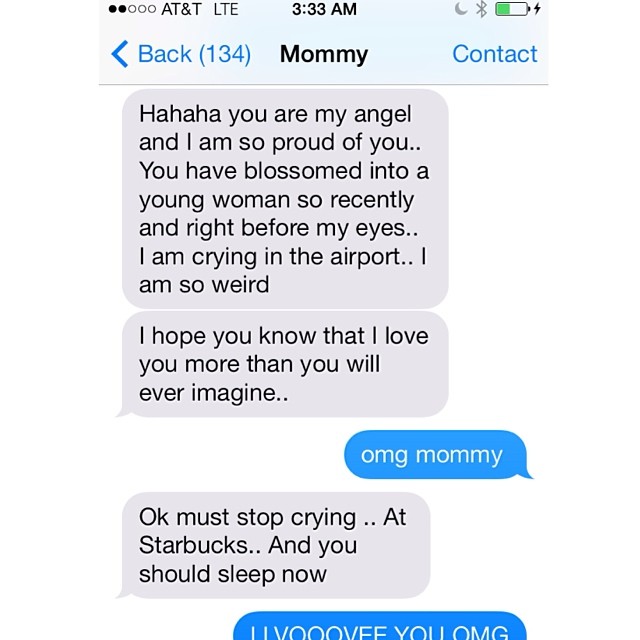 AT&T LTE 3:33 AM
Back (134) Mommy Contact
Hahaha you are my angel
and I am so proud of you..
You have blossomed into a
young woman so recently
and right before my eyes..
I am crying in the airport.. I
am so weird
I hope you know that I love
you more than you will
ever imagine..
omg mommy
Ok must stop crying .. At
Starbucks.. And you
should sleep now
YOU OMG